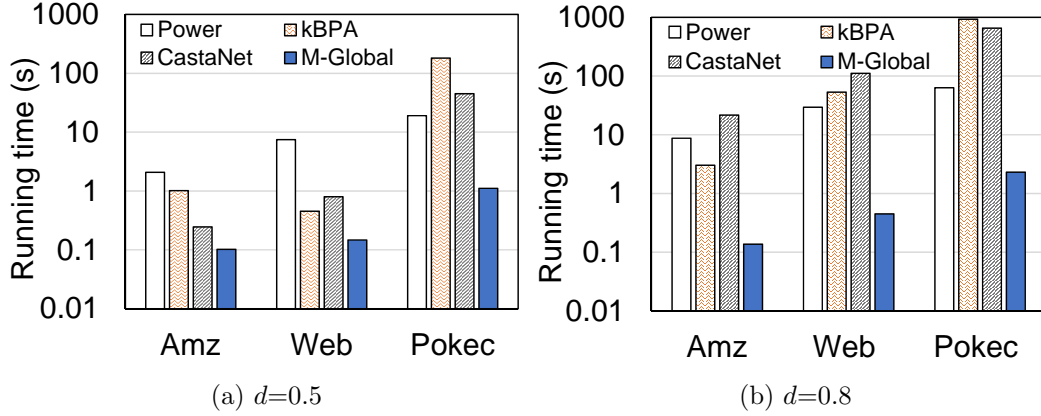 Running time (s)
1000
100
10
1
0.1
0.01
Power
kBPA
CastaNet
M-Global
Amz Web Pokec
(a) d=0.5
Running time (s)
1000
100
10
1
0.1
0.01
Power
kBPA
CastaNet
M-Global
Amz Web Pokec
(b) d=0.8